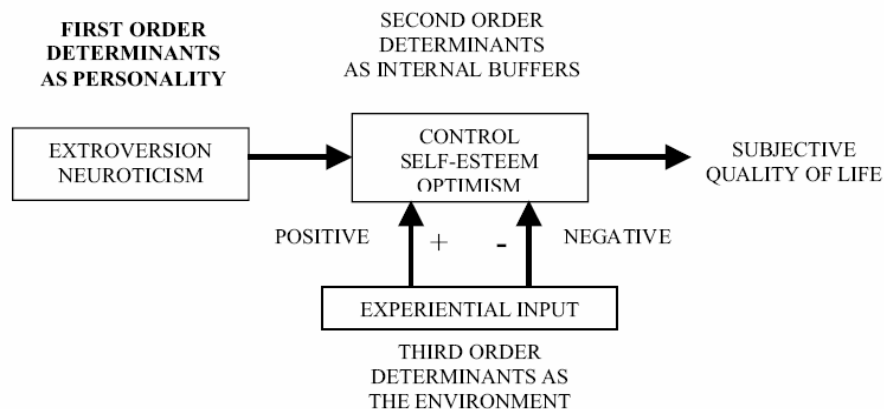 FIRST ORDER
DETERMINANTS
AS PERSONALITY
SECOND ORDER
DETERMINANTS
AS INTERNAL BUFFERS
EXTROVERSION
NEUROTICISM
CONTROL
SELF-ESTEEM
OPTIMISM
SUBJECTIVE
QUALITY OF LIFE
POSITIVE + - NEGATIVE
EXPERIENTIAL INPUT
THIRD ORDER
DETERMINANTS AS
THE ENVIRONMENT